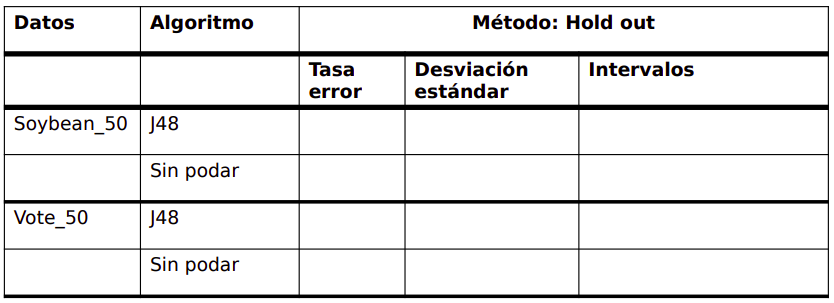 Datos Algoritmo Método: Hold out
Tasa error Desviación estándar Intervalos
Soybean_50 J48
Sin podar
Vote_50 J48
Sin podar